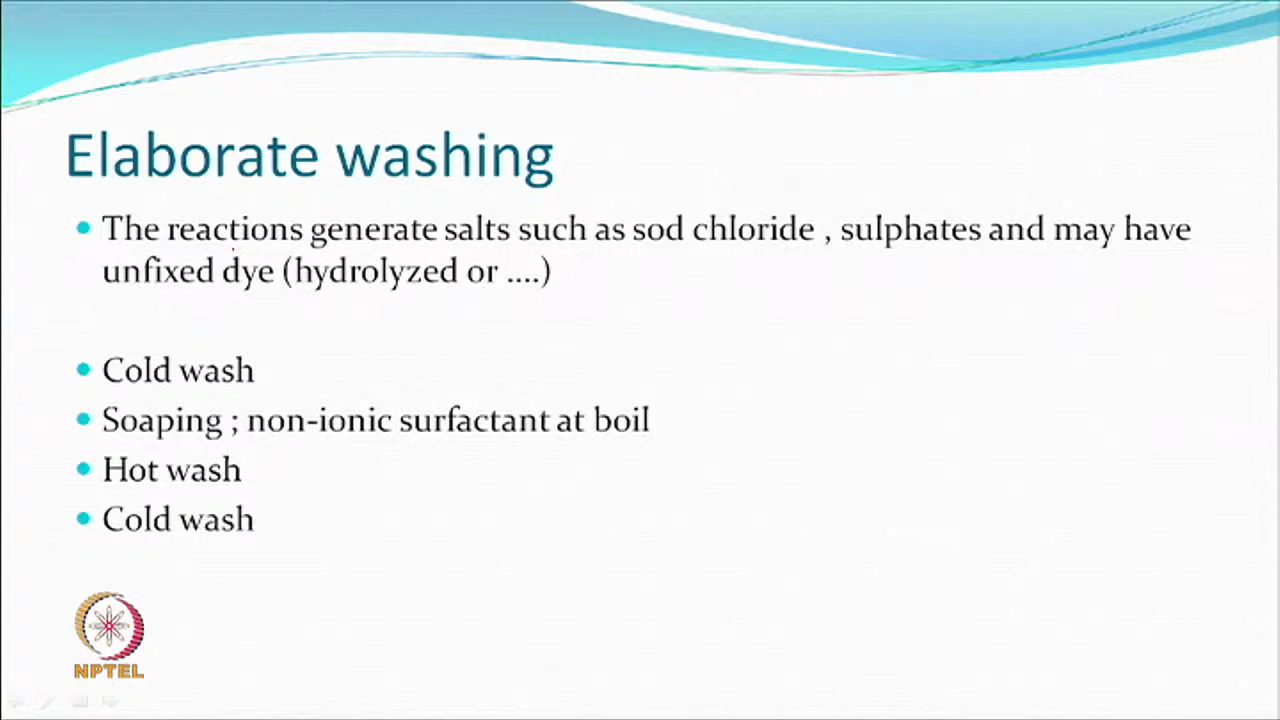 Elaborate washing
The reactions generate salts such as sod chloride , sulphates and may have
unfixed dye (hydrolyzed or ....)
Cold wash
Soaping ; non-ionic surfactant at boil
Hot wash
Cold wash
NPTEL